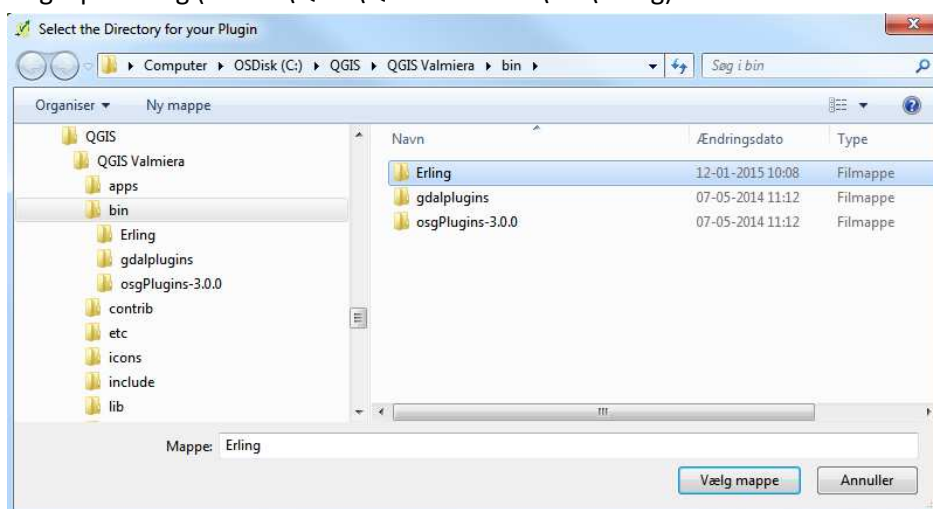 Select the Directory for your Plugin
Computer OSDisk (C:) QGIS QGIS Valmiera bin
Søg i bin
Organiser Ny mappe
QGIS
QGIS Valmiera
apps
bin
Erling
gdalplugins
osgPlugins-3.0.0
contrib
etc
icons
include
lib
Navn Ændringsdato Type
Erling 12-01-2015 10:08 Filmappe
gdalplugins 07-05-2014 11:12 Filmappe
osgPlugins-3.0.0 07-05-2014 11:12 Filmappe
Mappe: Erling
Vælg mappe Annuller